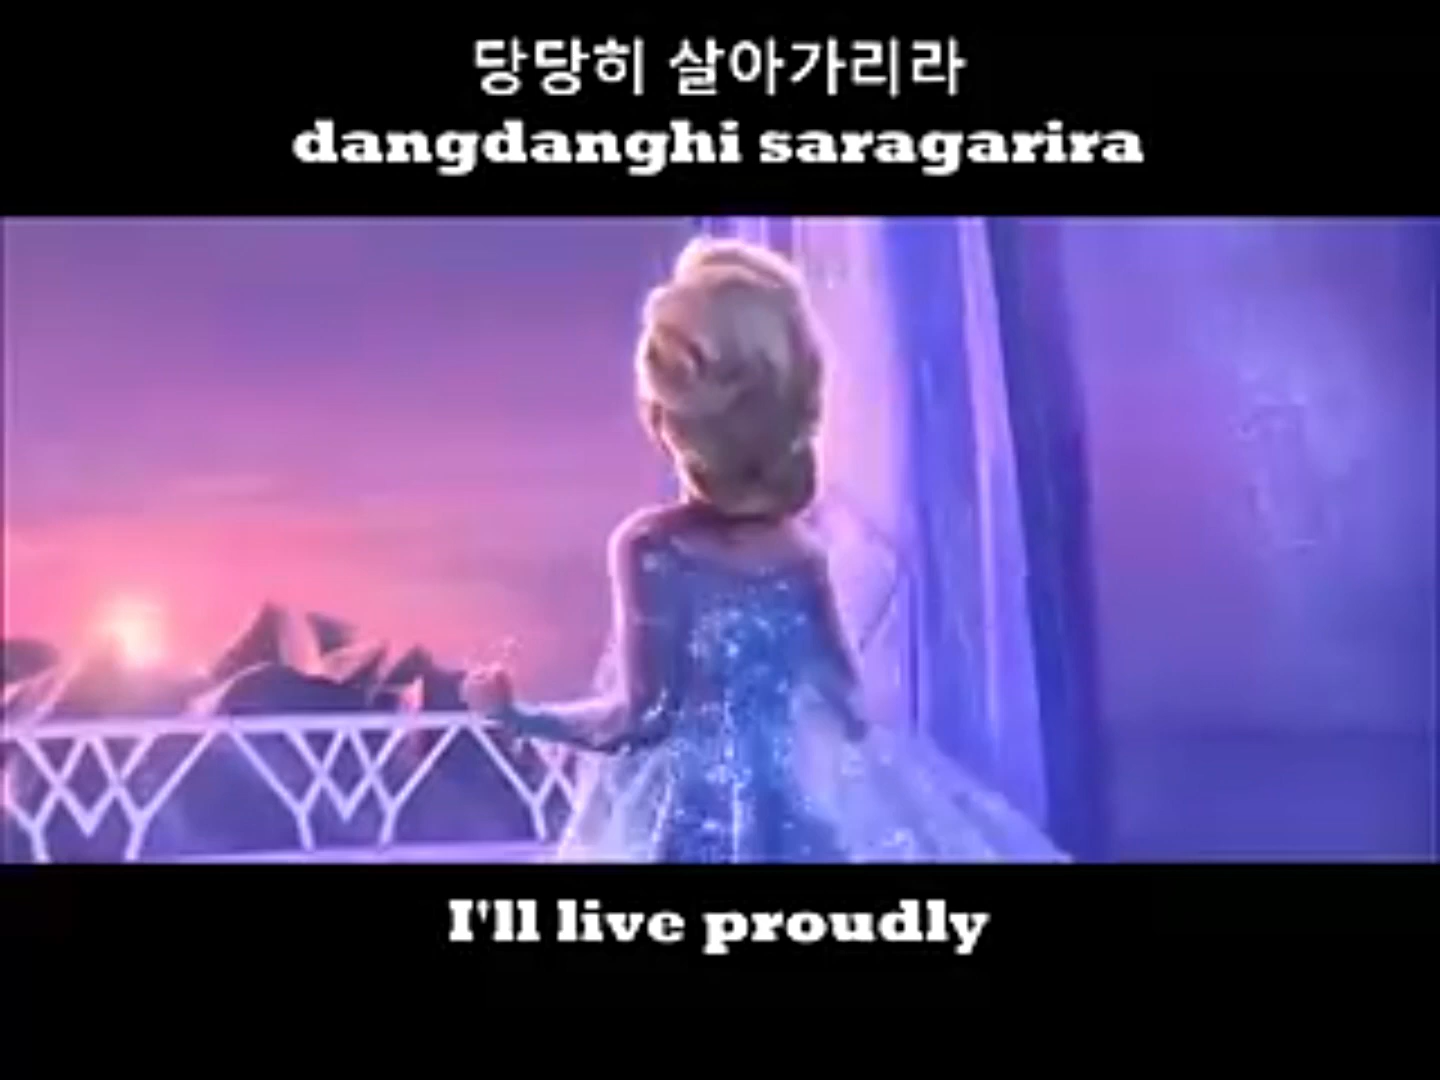 당당히 살아가리라
dangdanghi saragarira
I'll live proudly